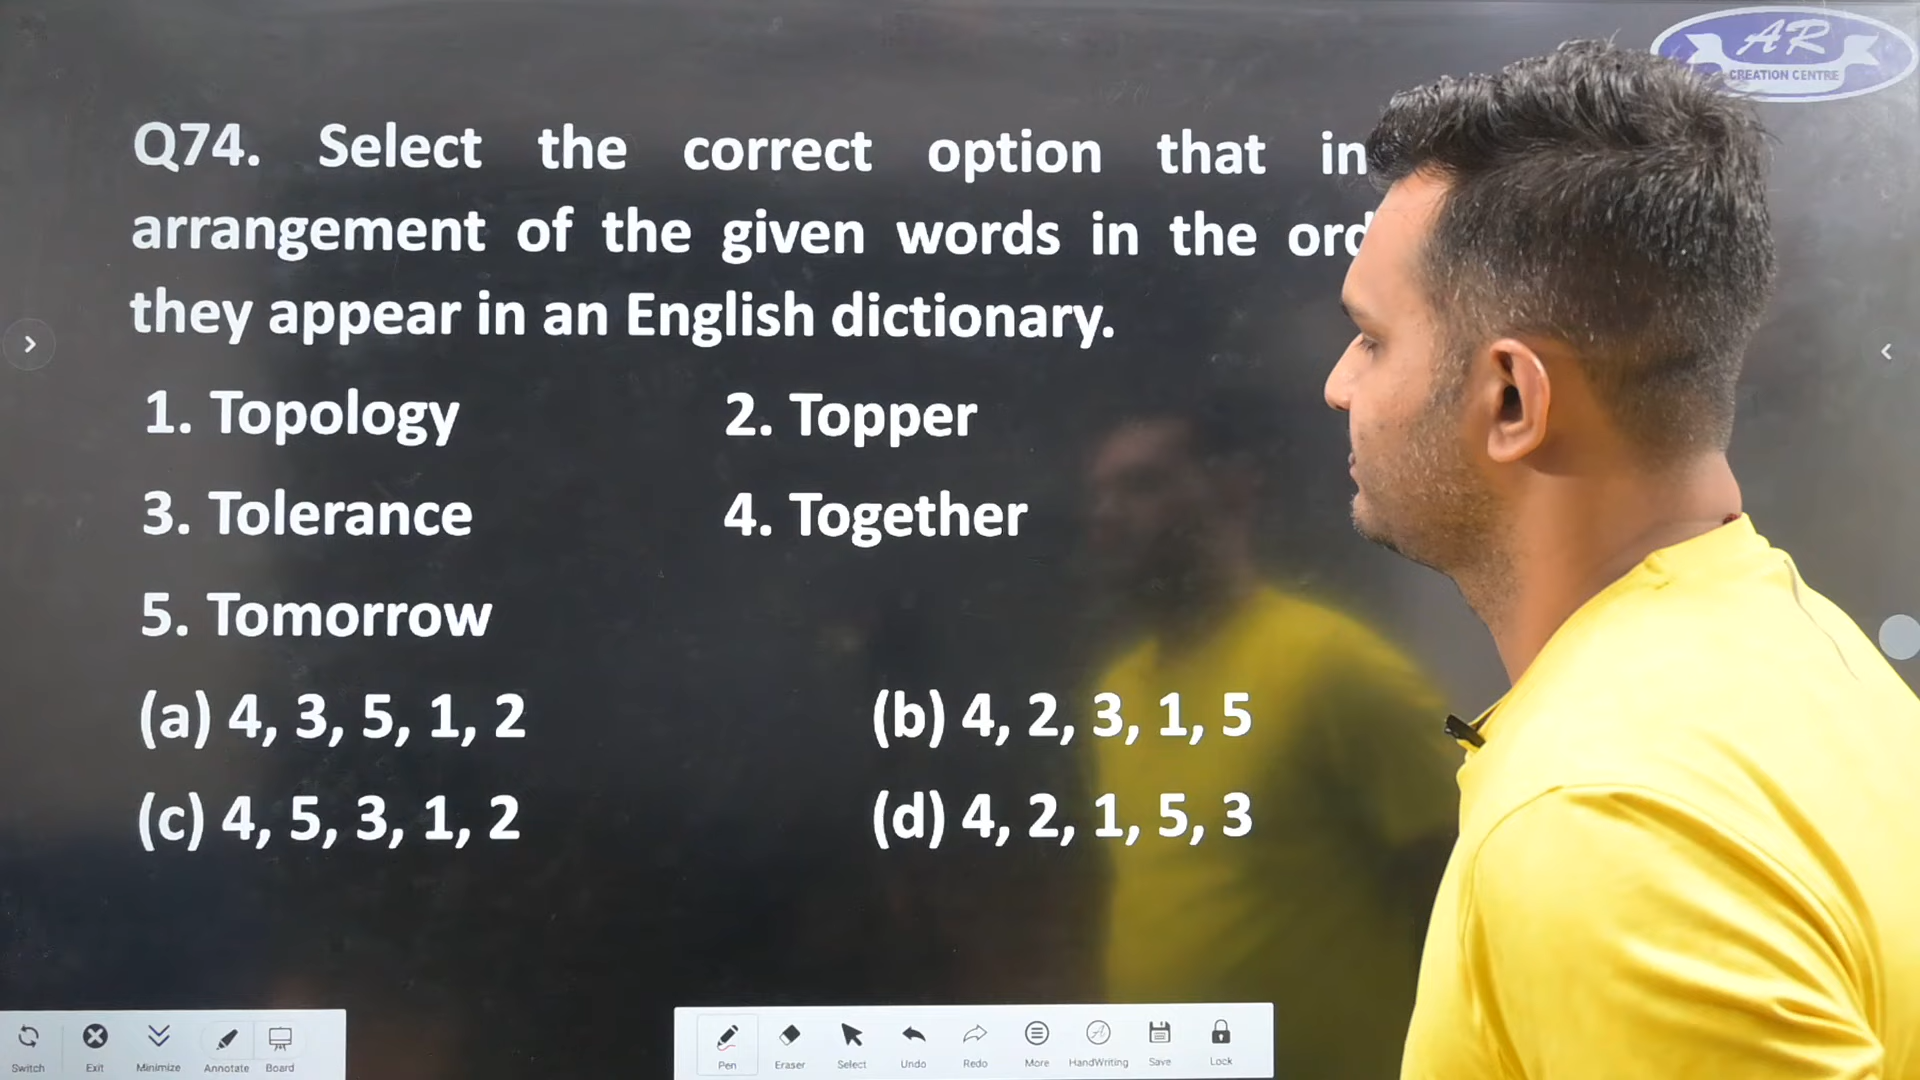 AR
CREATION CENTRE
Q74. Select the correct option that in
arrangement of the given words in the ord
they appear in an English dictionary.
1. Topology 2. Topper
3. Tolerance 4. Together
5. Tomorrow
(a) 4, 3, 5, 1, 2 (b) 4, 2, 3, 1, 5
(c) 4, 5, 3, 1, 2 (d) 4, 2, 1, 5, 3
Switch Exit Minimize Annotate Board Pen Eraser Select Undo Redo More HandWriting Save Lock